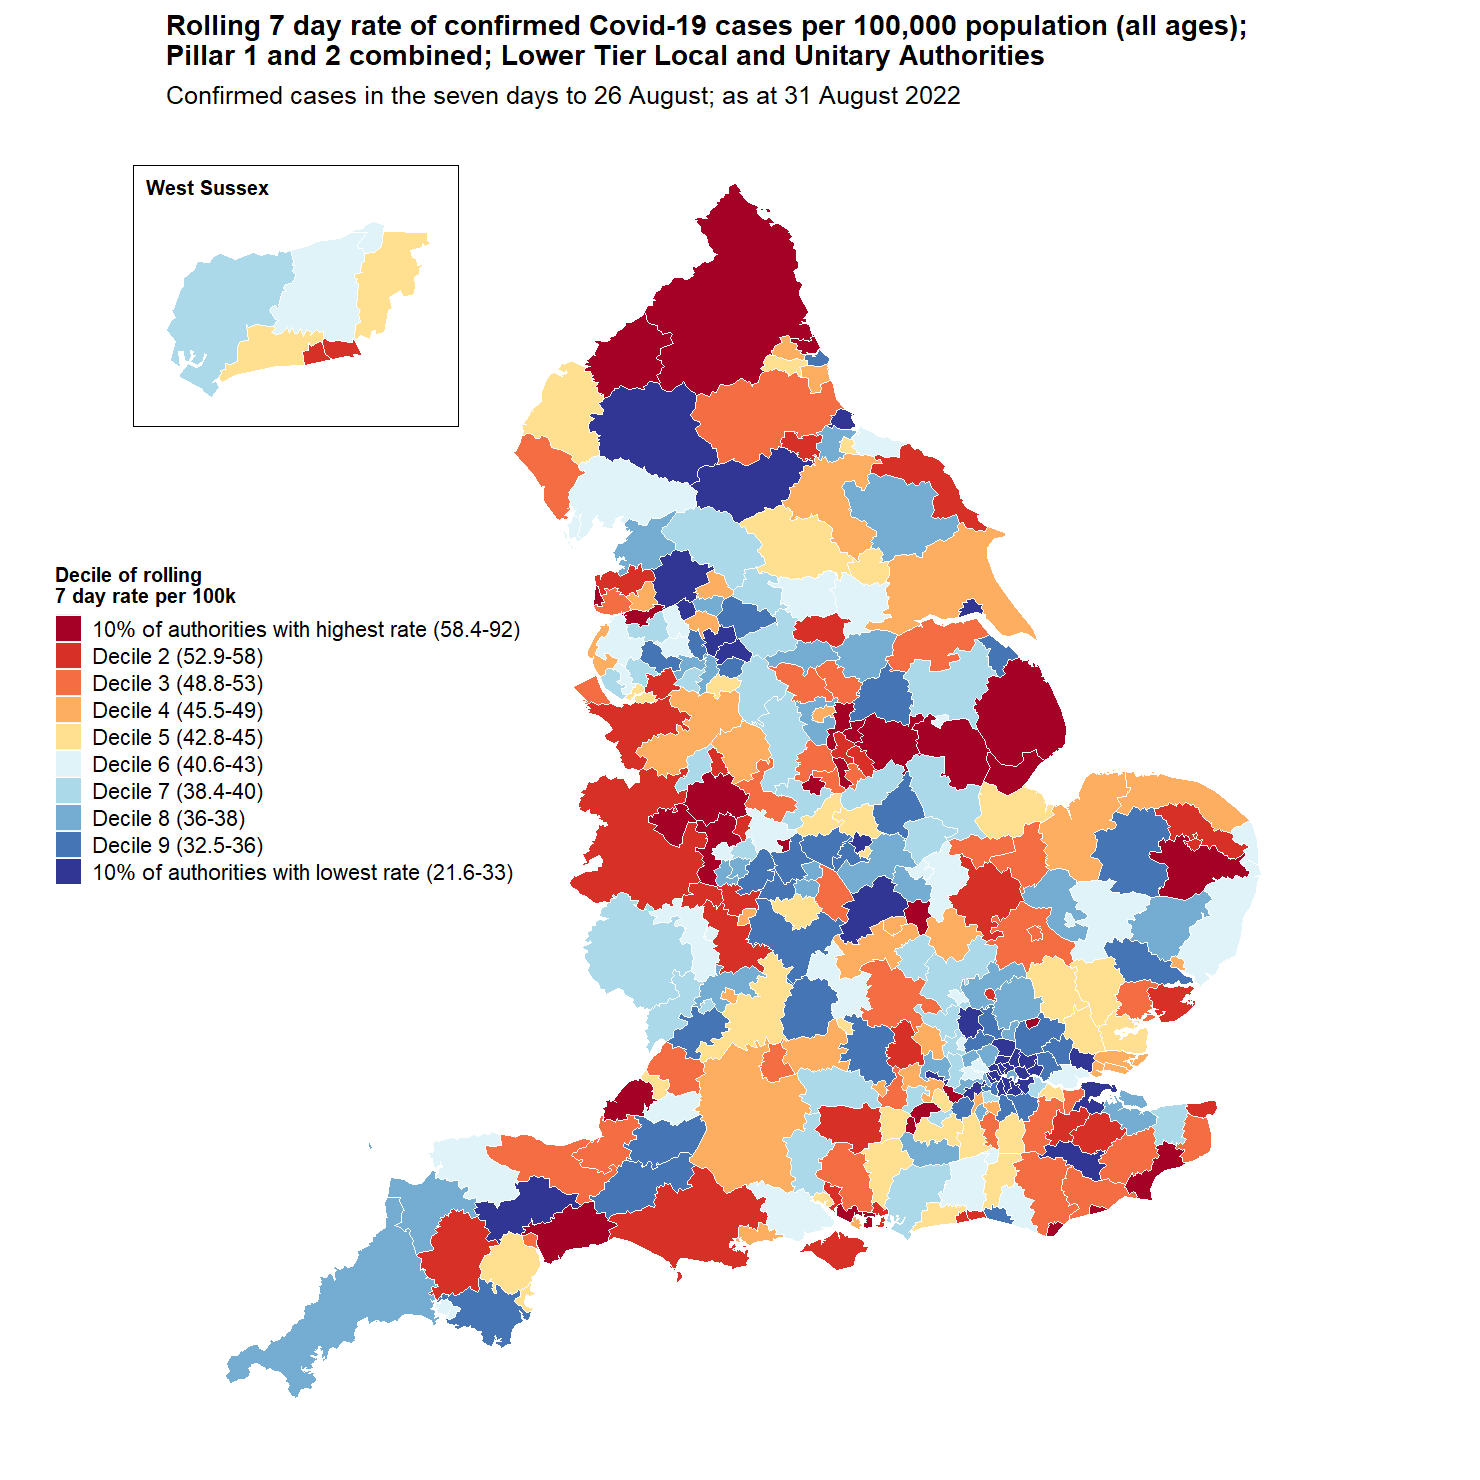 Rolling 7 day rate of confirmed Covid-19 cases per 100,000 population (all ages);
Pillar 1 and 2 combined; Lower Tier Local and Unitary Authorities
Confirmed cases in the seven days to 26 August; as at 31 August 2022
West Sussex
Decile of rolling
7 day rate per 100k
10% of authorities with highest rate (58.4-92)
Decile 2 (52.9-58)
Decile 3 (48.8-53)
Decile 4 (45.5-49)
Decile 5 (42.8-45)
Decile 6 (40.6-43)
Decile 7 (38.4-40)
Decile 8 (36-38)
Decile 9 (32.5-36)
10% of authorities with lowest rate (21.6-33)